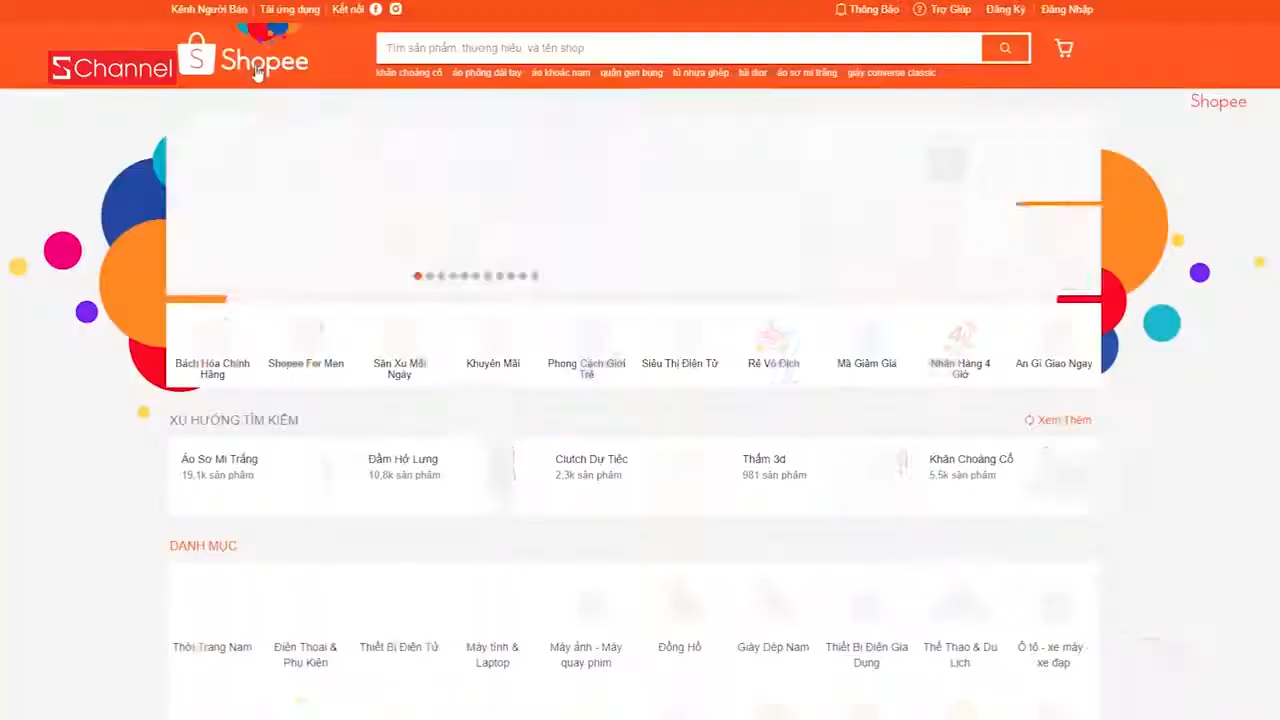 Kênh Người Bán Tải ứng dụng Kết nối
Thông Báo Trợ Giúp Đăng Ký Đăng Nhập
SChannel
Shopee
Tìm sản phẩm, thương hiệu, và tên shop
khăn choàng cổ áo phông dài tay áo khoác nam quần gen bụng tủ nhựa ghép túi dior áo sơ mi trắng giày converse classic
Shopee
Bách Hóa Chính Hãng
Shopee For Men
Săn Xu Mỗi Ngày
Khuyến Mãi
Phong Cách Giới Trẻ
Siêu Thị Điện Tử
Rẻ Vô Địch
Mã Giảm Giá
Nhận Hàng 4 Giờ
Ăn Gì Giao Ngay
XU HƯỚNG TÌM KIẾM
Xem Thêm
Áo Sơ Mi Trắng
19,1k sản phẩm
Đầm Hở Lưng
10,8k sản phẩm
Clutch Dự Tiệc
2,3k sản phẩm
Thảm 3d
981 sản phẩm
Khăn Choàng Cổ
5,5k sản phẩm
DANH MỤC
Thời Trang Nam
Điện Thoại & Phụ Kiện
Thiết Bị Điện Tử
Máy tính & Laptop
Máy ảnh - Máy quay phim
Đồng Hồ
Giày Dép Nam
Thiết Bị Điện Gia Dụng
Thể Thao & Du Lịch
Ô tô - xe máy - xe đạp